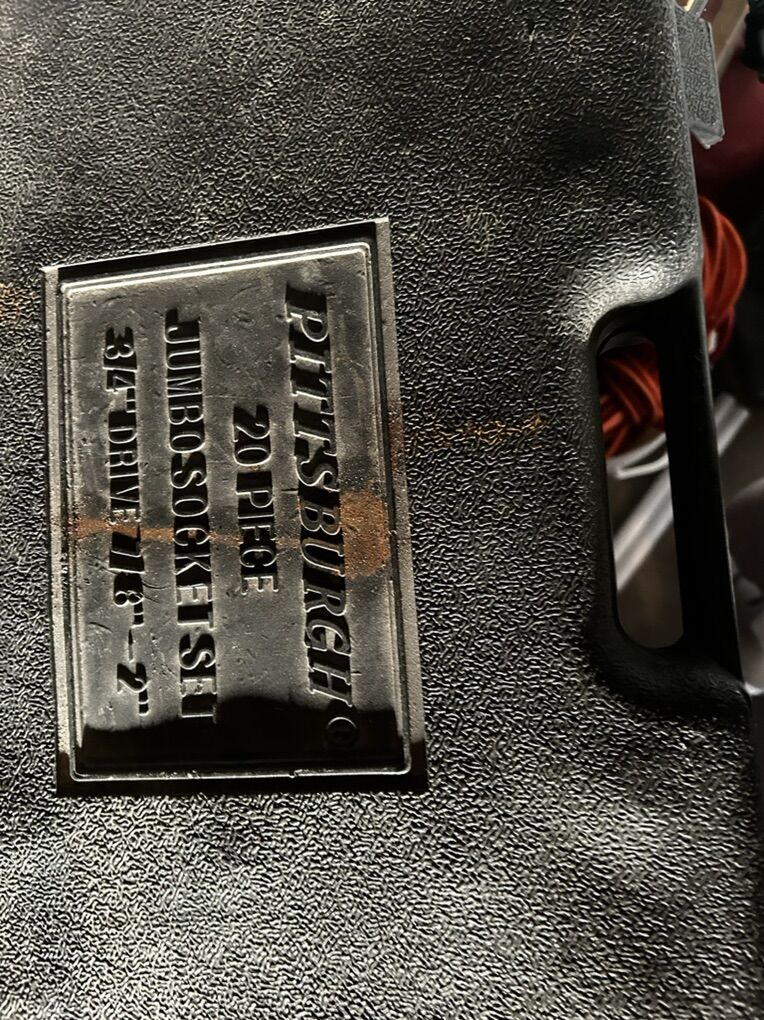 PITTSBURGH®
20 PIECE
JUMBO SOCKET SET
3/4" DRIVE 7/8"-2"